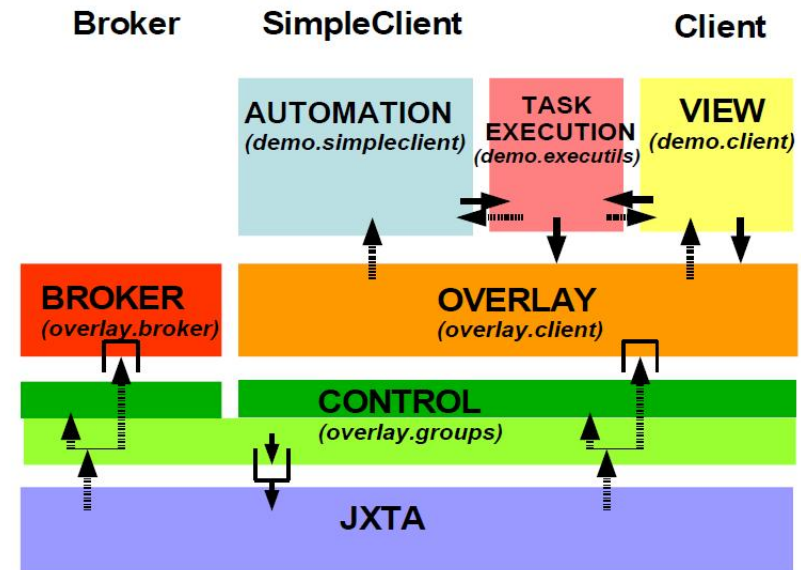 Broker
SimpleClient
Client
AUTOMATION
(demo.simpleclient)
TASK
EXECUTION
(demo.executils)
VIEW
(demo.client)
BROKER
(overlay.broker)
OVERLAY
(overlay.client)
CONTROL
(overlay.groups)
JXTA